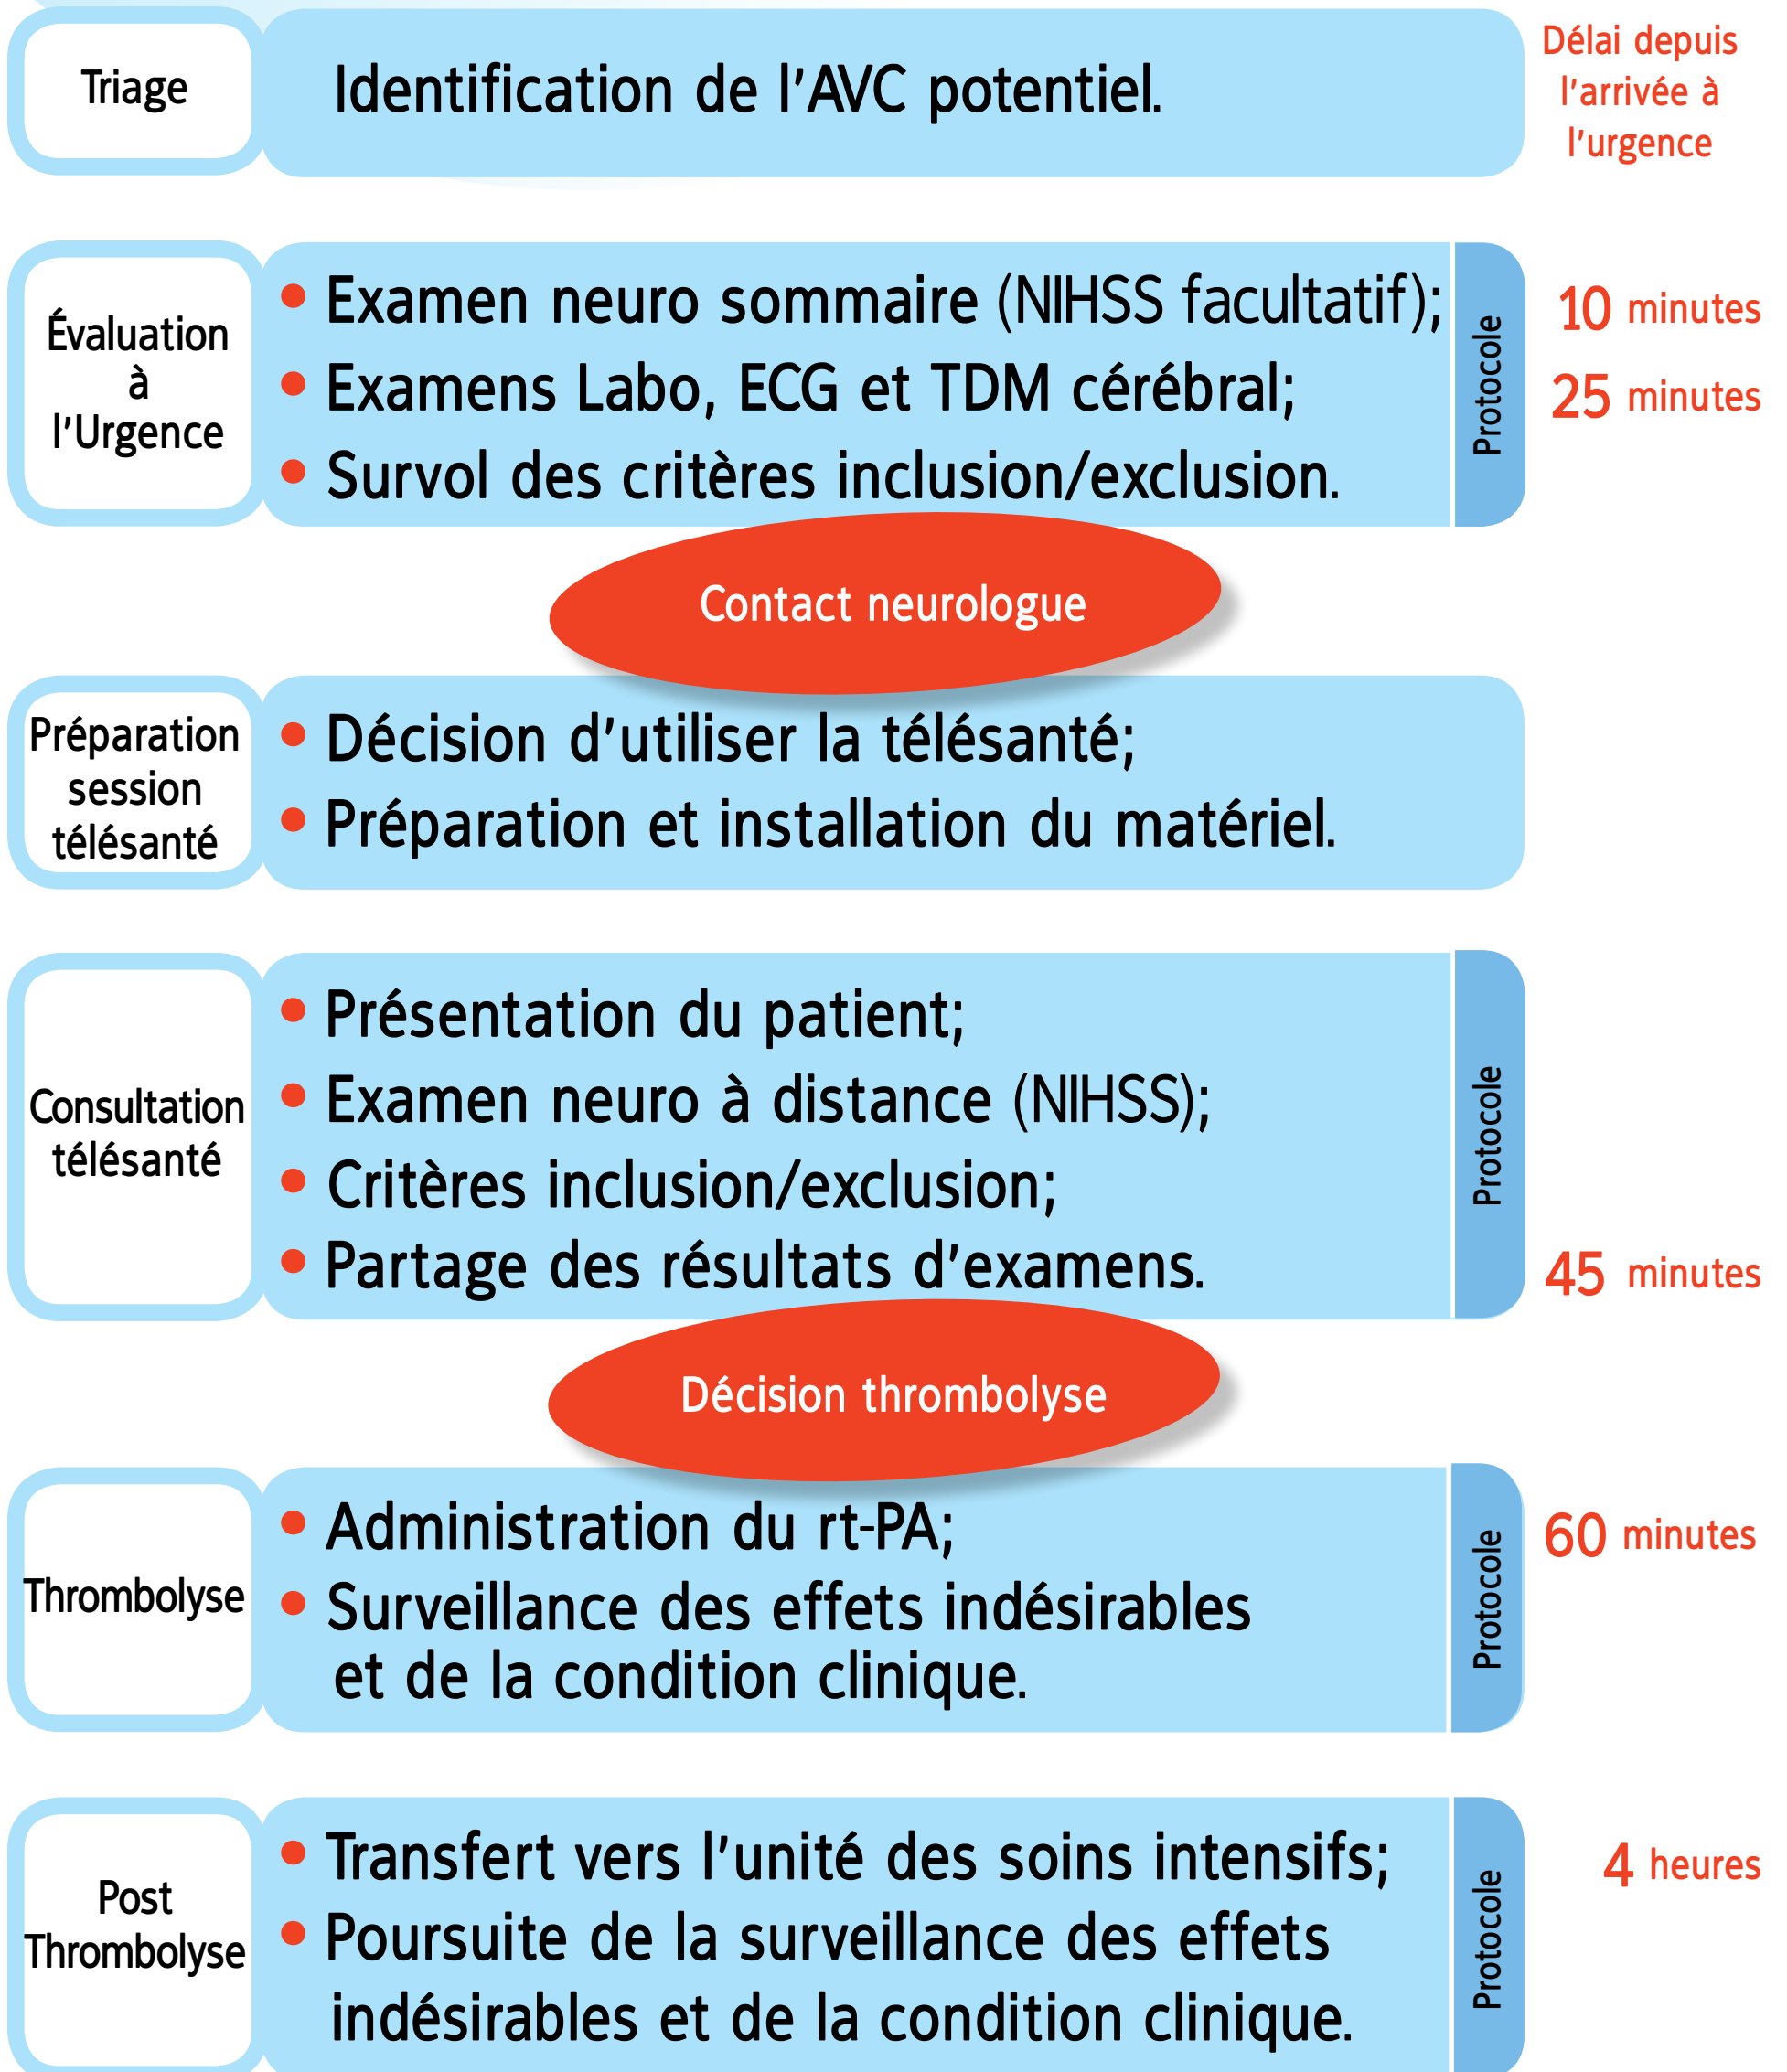 Triage
Identification de l’AVC potentiel.
Délai depuis
l’arrivée à
l’urgence
Évaluation
à
l’Urgence
• Examen neuro sommaire (NIHSS facultatif);
• Examens Labo, ECG et TDM cérébral;
• Survol des critères inclusion/exclusion.
Protocole
10 minutes
25 minutes
Contact neurologue
Préparation
session
télésanté
• Décision d’utiliser la télésanté;
• Préparation et installation du matériel.
Consultation
télésanté
• Présentation du patient;
• Examen neuro à distance (NIHSS);
• Critères inclusion/exclusion;
• Partage des résultats d’examens.
Protocole
45 minutes
Décision thrombolyse
Thrombolyse
• Administration du rt-PA;
• Surveillance des effets indésirables
et de la condition clinique.
Protocole
60 minutes
Post
Thrombolyse
• Transfert vers l’unité des soins intensifs;
• Poursuite de la surveillance des effets
indésirables et de la condition clinique.
Protocole
4 heures